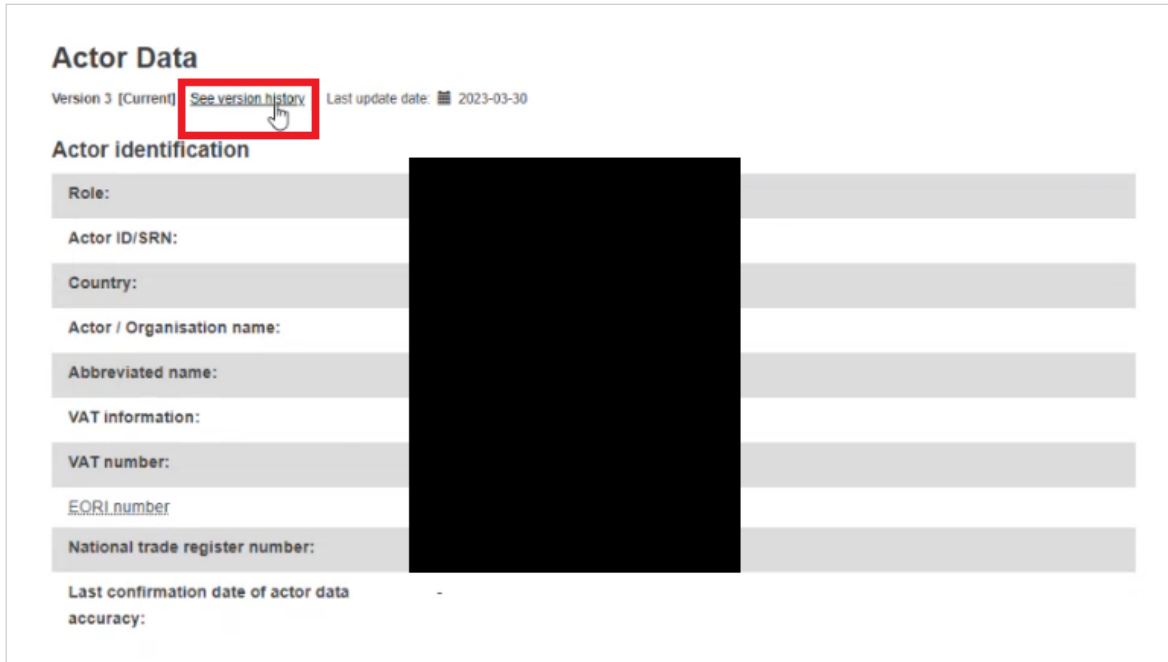 Actor Data
Version 3 [Current] See version history Last update date: 2023-03-30
Actor identification
Role:
Actor ID/SRN:
Country:
Actor / Organisation name:
Abbreviated name:
VAT information:
VAT number:
EORI number
National trade register number:
Last confirmation date of actor data -
accuracy: